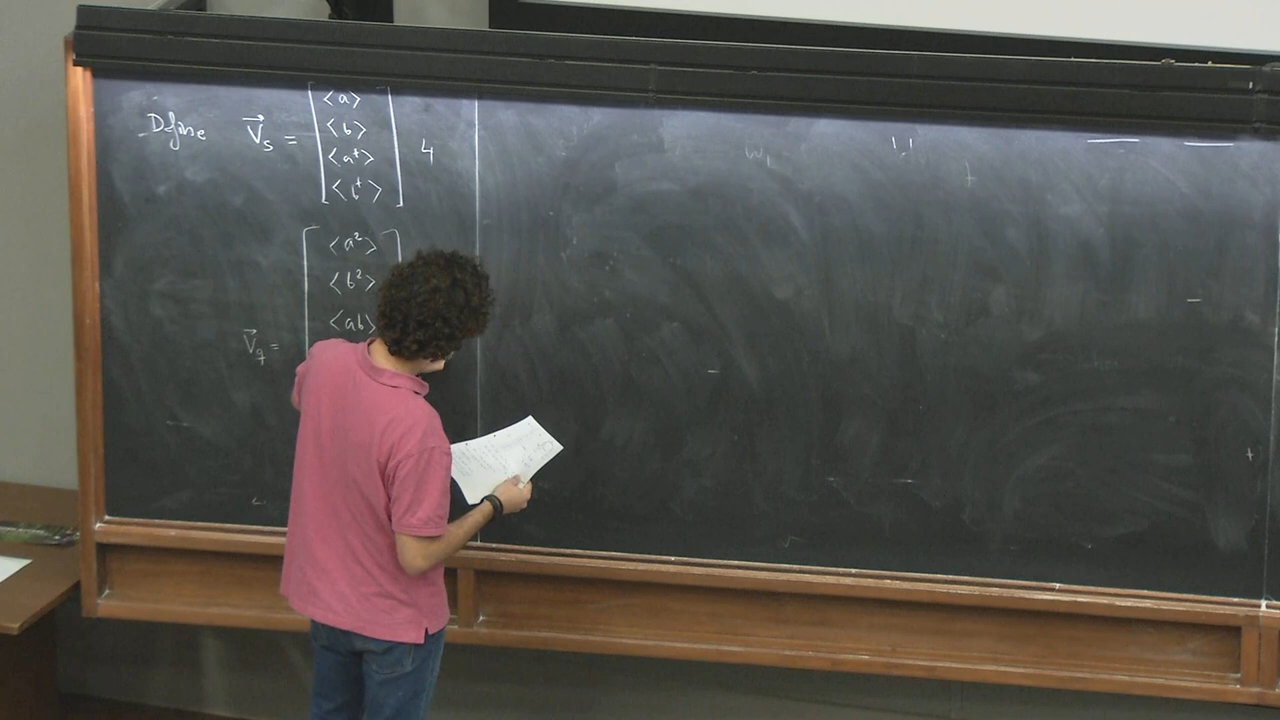 Define V⃗s = [<a>
<b>
<a†>
<b†>] 4
V⃗q = [<a²>
<b²>
<ab>